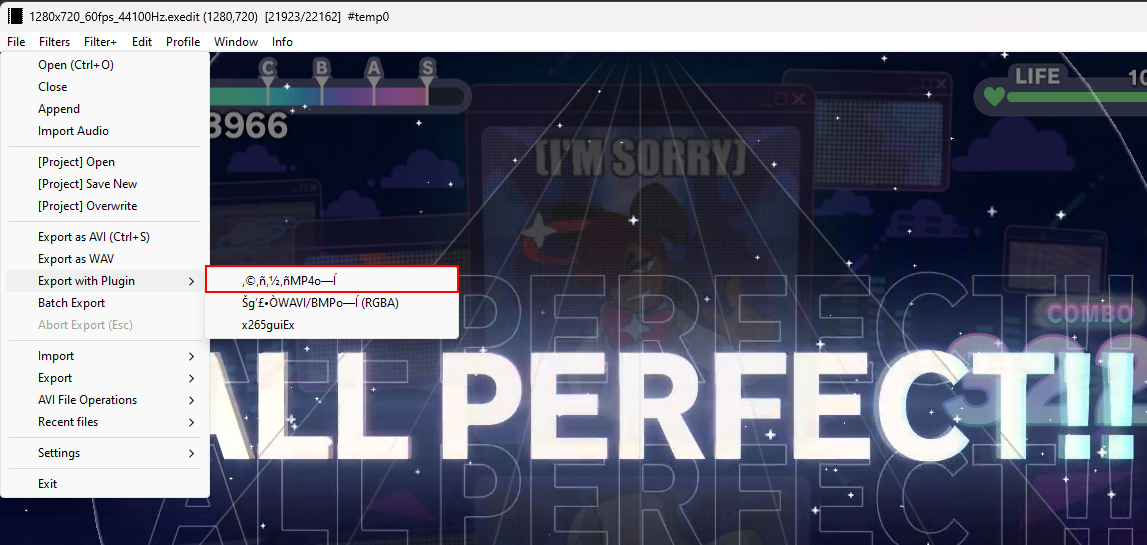 1280x720_60fps_44100Hz.exedit (1280,720) [21923/22162] #temp0
File Filters Filter+ Edit Profile Window Info
Open (Ctrl+O)
Close
Append
Import Audio
[Project] Open
[Project] Save New
[Project] Overwrite
Export as AVI (Ctrl+S)
Export as WAV
Export with Plugin
Batch Export
Abort Export (Esc)
Import
Export
AVI File Operations
Recent files
Settings
Exit
‚©‚ñ‚½‚ñMP4o—Í
Šg'£•ÒWAVI/BMPo—Í (RGBA)
x265guiEx
C B A S
8966
LIFE
(I'M SORRY)
COMBO
322
PERFECT!!
ALL PERFECT!!
ALL PERFECT!!